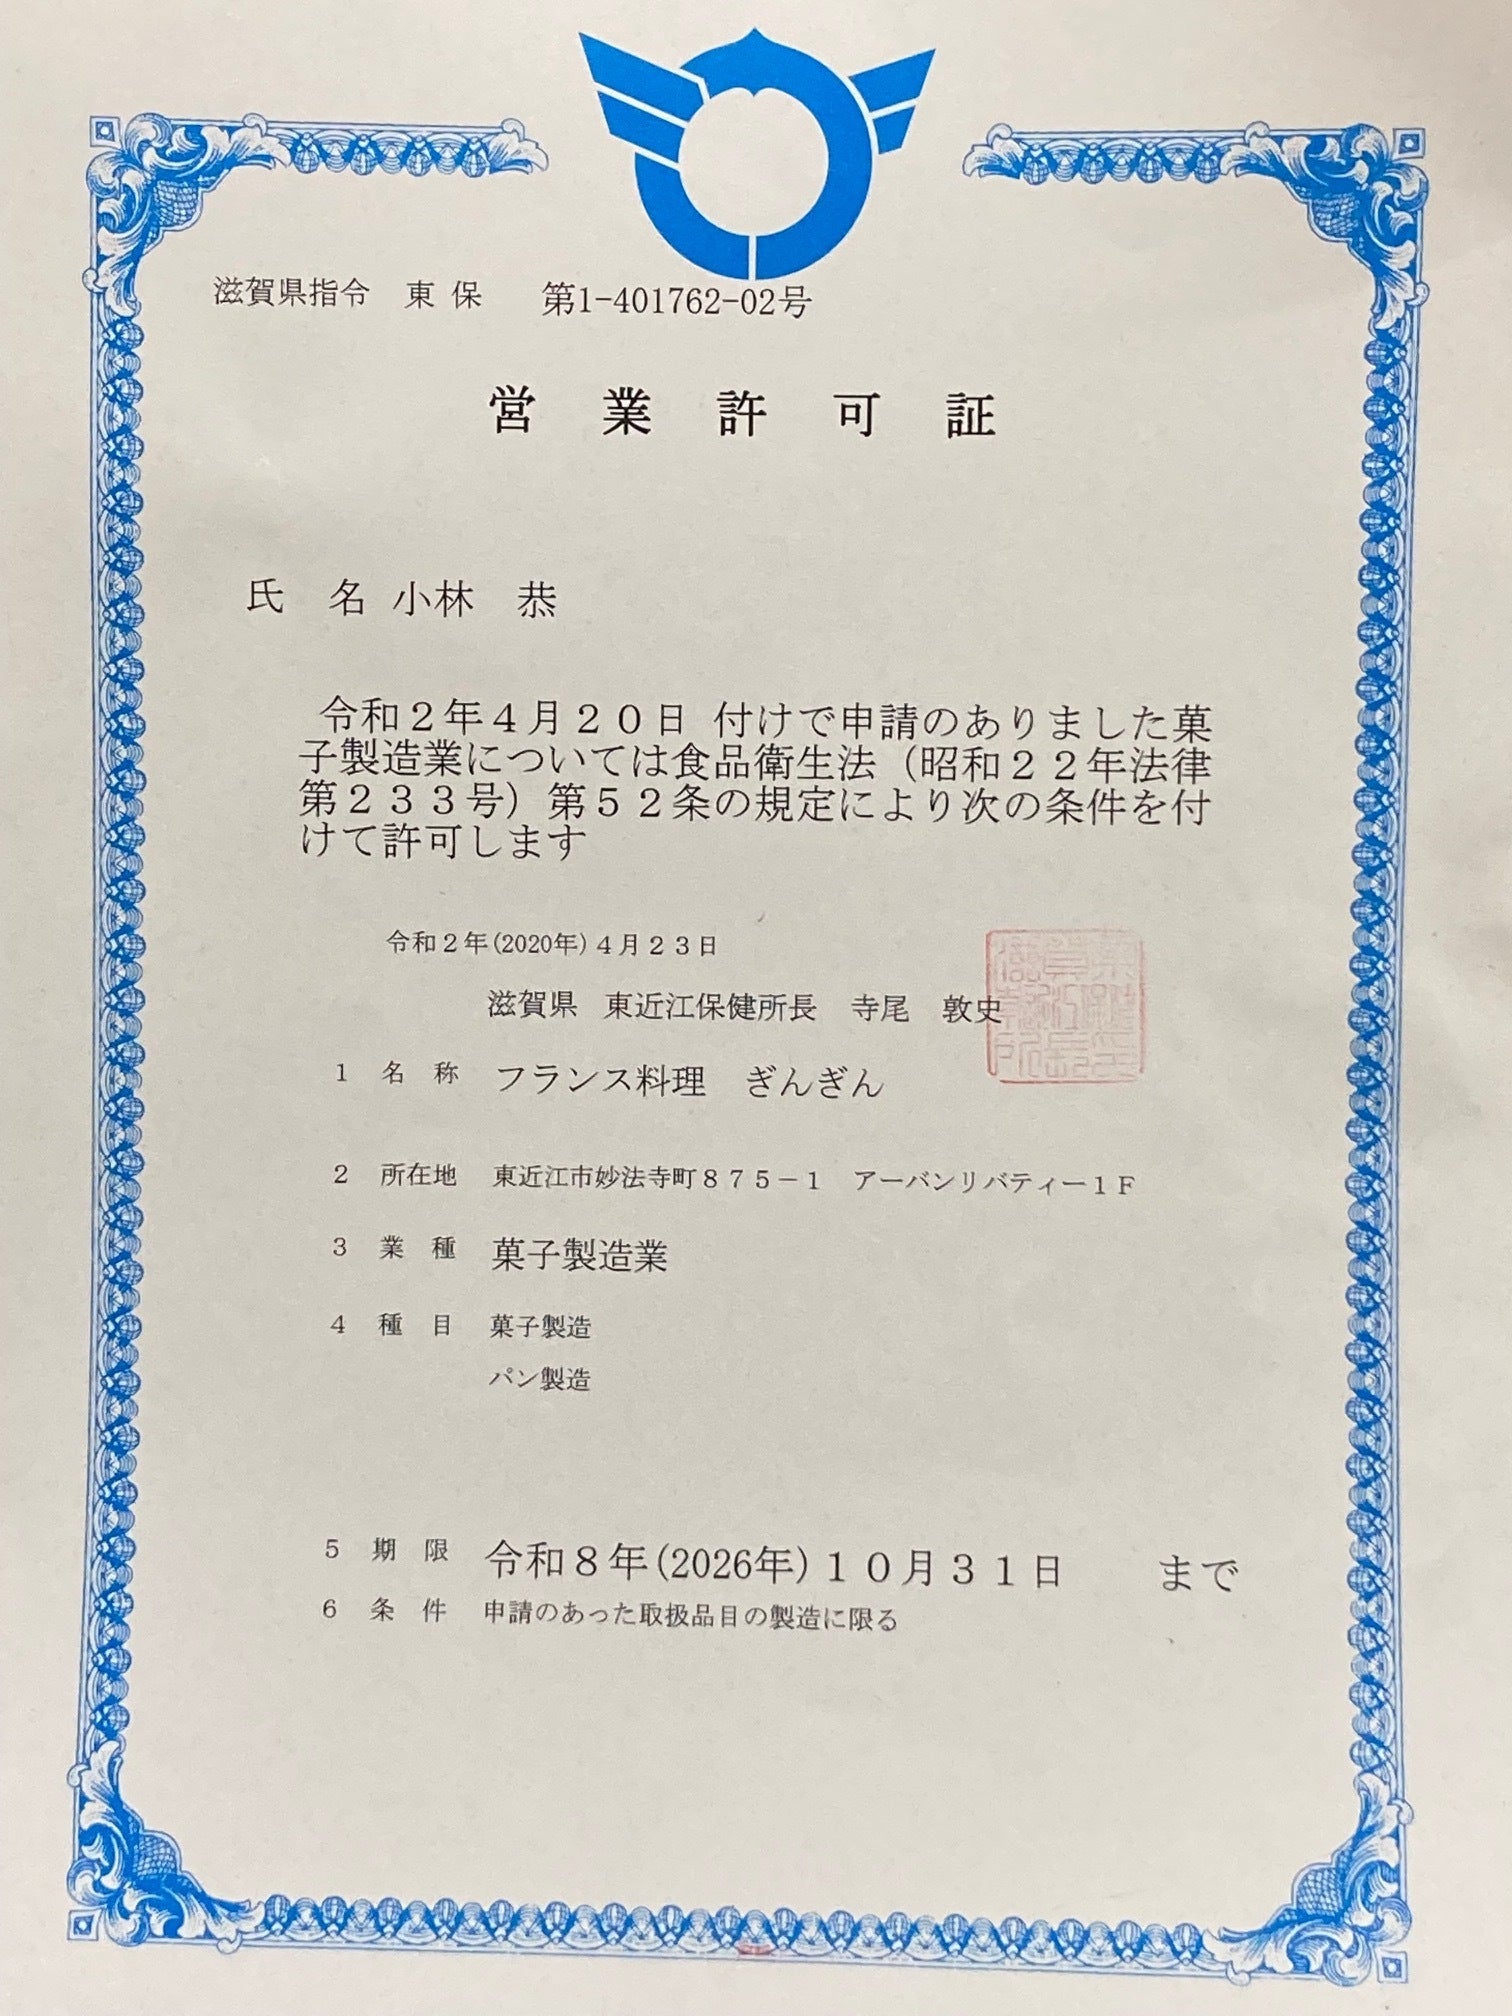 滋賀県指令　東 保　第1-401762-02号
営業許可証
氏　名 小林　恭
令和２年４月２０日 付けで申請のありました菓
子製造業については食品衛生法（昭和２２年法律
第２３３号）第５２条の規定により次の条件を付
けて許可します
令和２年(2020年)４月２３日
滋賀県　東近江保健所長　寺尾　敦史
1　名　称　フランス料理　ぎんぎん
2　所在地　東近江市妙法寺町８７５－１　アーバンリバティー１Ｆ
3　業　種　菓子製造業
4　種　目　菓子製造
パン製造
5　期　限　令和８年(2026年)１０月３１日　まで
6　条　件　申請のあった取扱品目の製造に限る